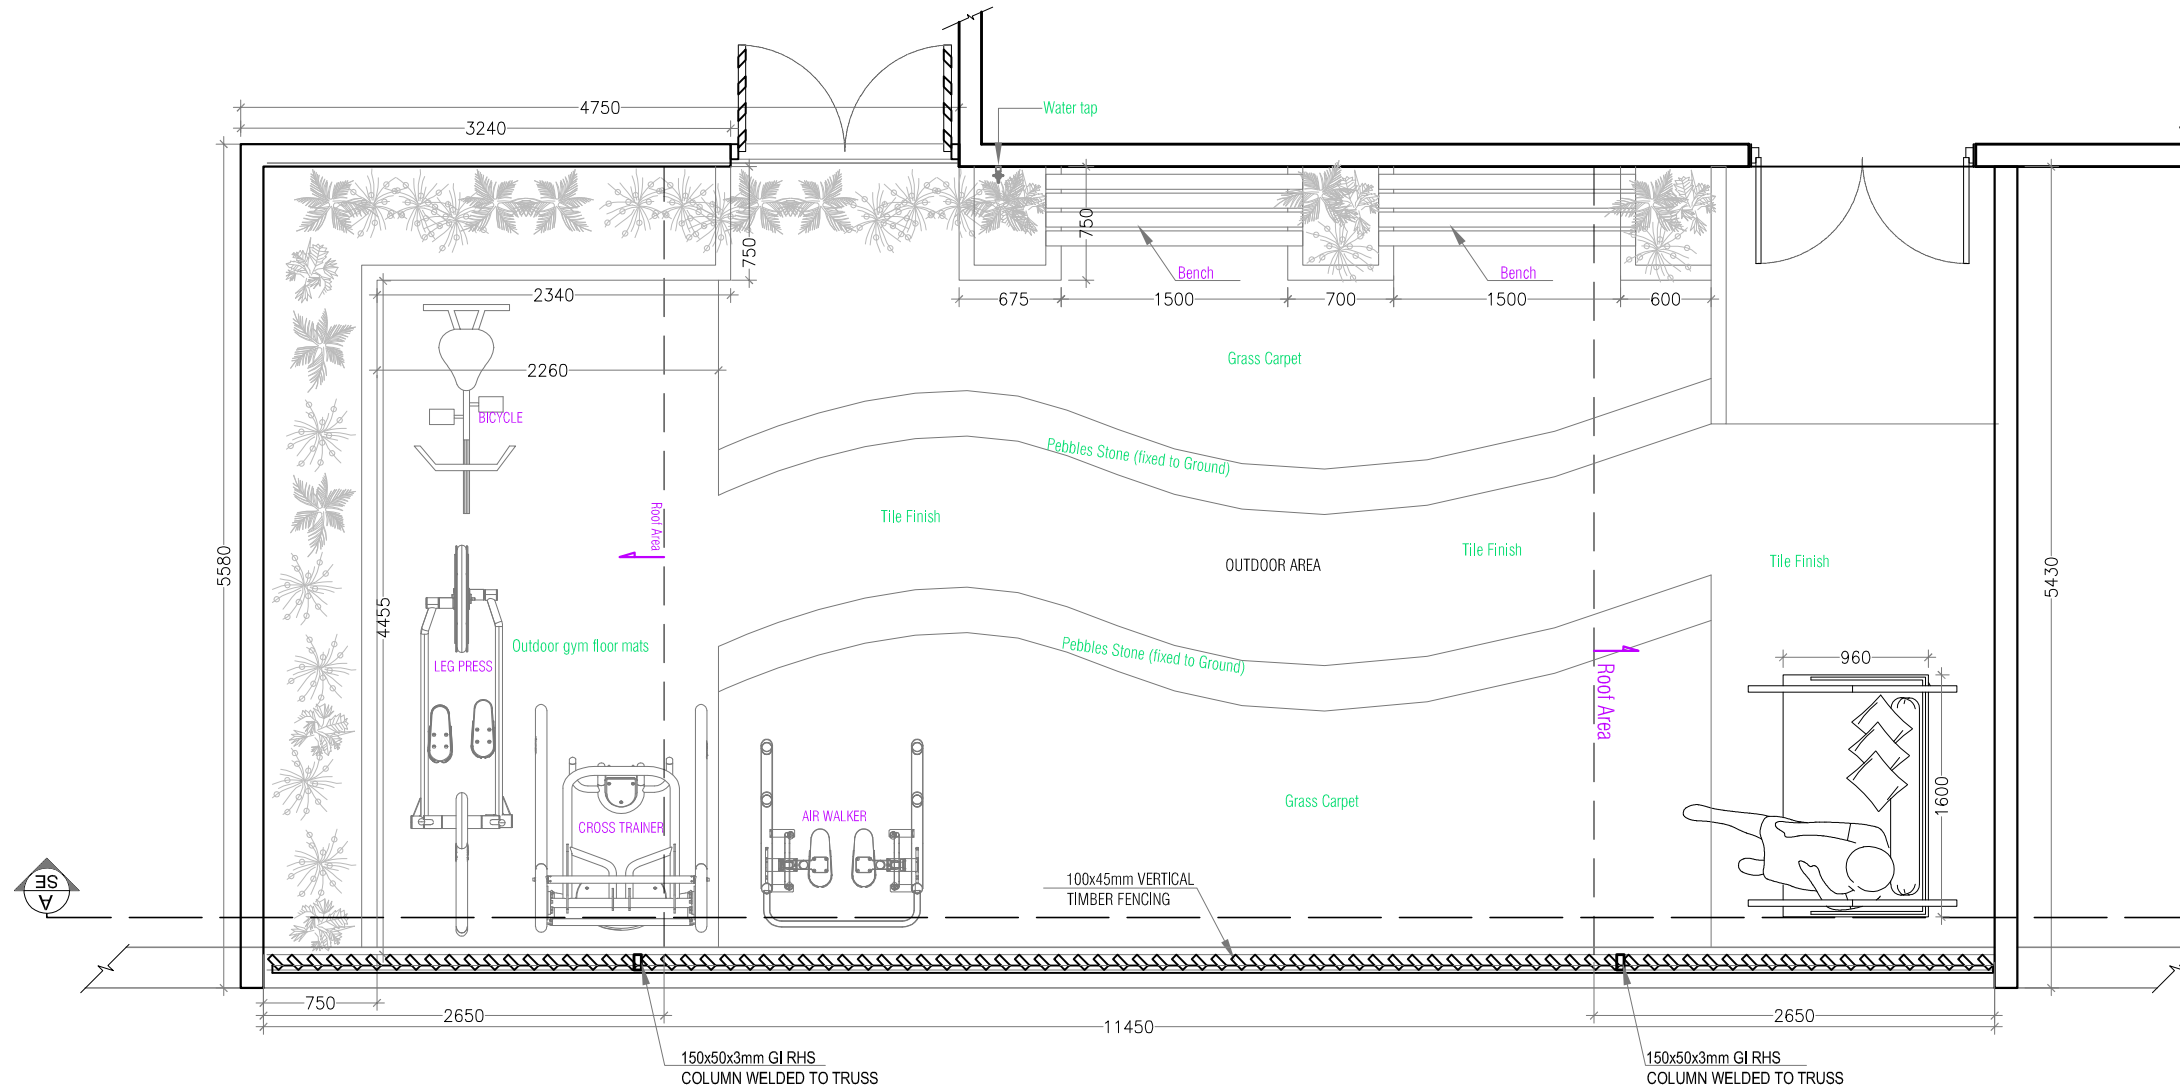 4750
Water tap
3240
750
750
Bench
Bench
2340
675
1500
700
1500
600
Grass Carpet
2260
BICYCLE
Pebbles Stone (fixed to Ground)
Roof Area
Tile Finish
Tile Finish
OUTDOOR AREA
Tile Finish
5580
5430
4455
Outdoor gym floor mats
LEG PRESS
Pebbles Stone (fixed to Ground)
960
Roof Area
1600
Grass Carpet
AIR WALKER
CROSS TRAINER
100x45mm VERTICAL
TIMBER FENCING
SE
A
750
2650
2650
11450
150x50x3mm GI RHS
COLUMN WELDED TO TRUSS
150x50x3mm GI RHS
COLUMN WELDED TO TRUSS